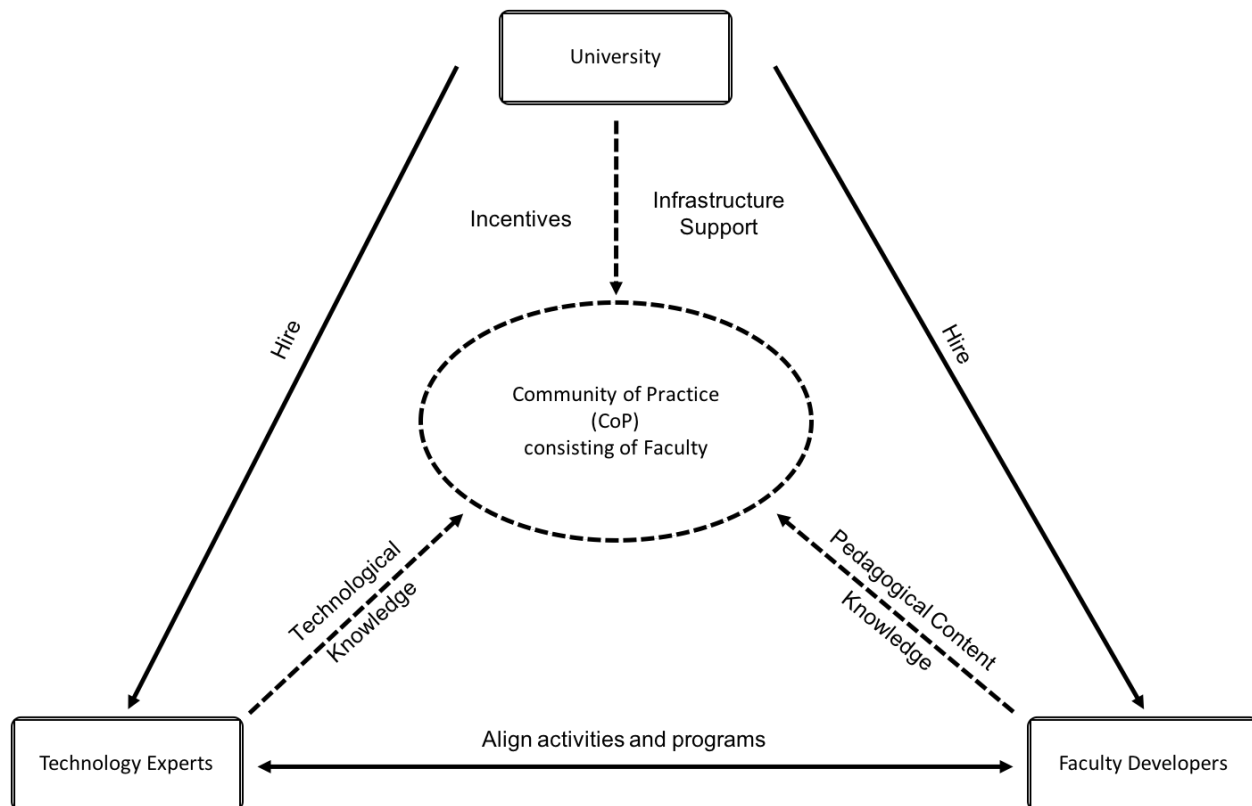 University
Incentives
Infrastructure
Support
Hire
Hire
Community of Practice
(CoP)
consisting of Faculty
Technological
Knowledge
Pedagogical Content
Knowledge
Technology Experts
Align activities and programs
Faculty Developers